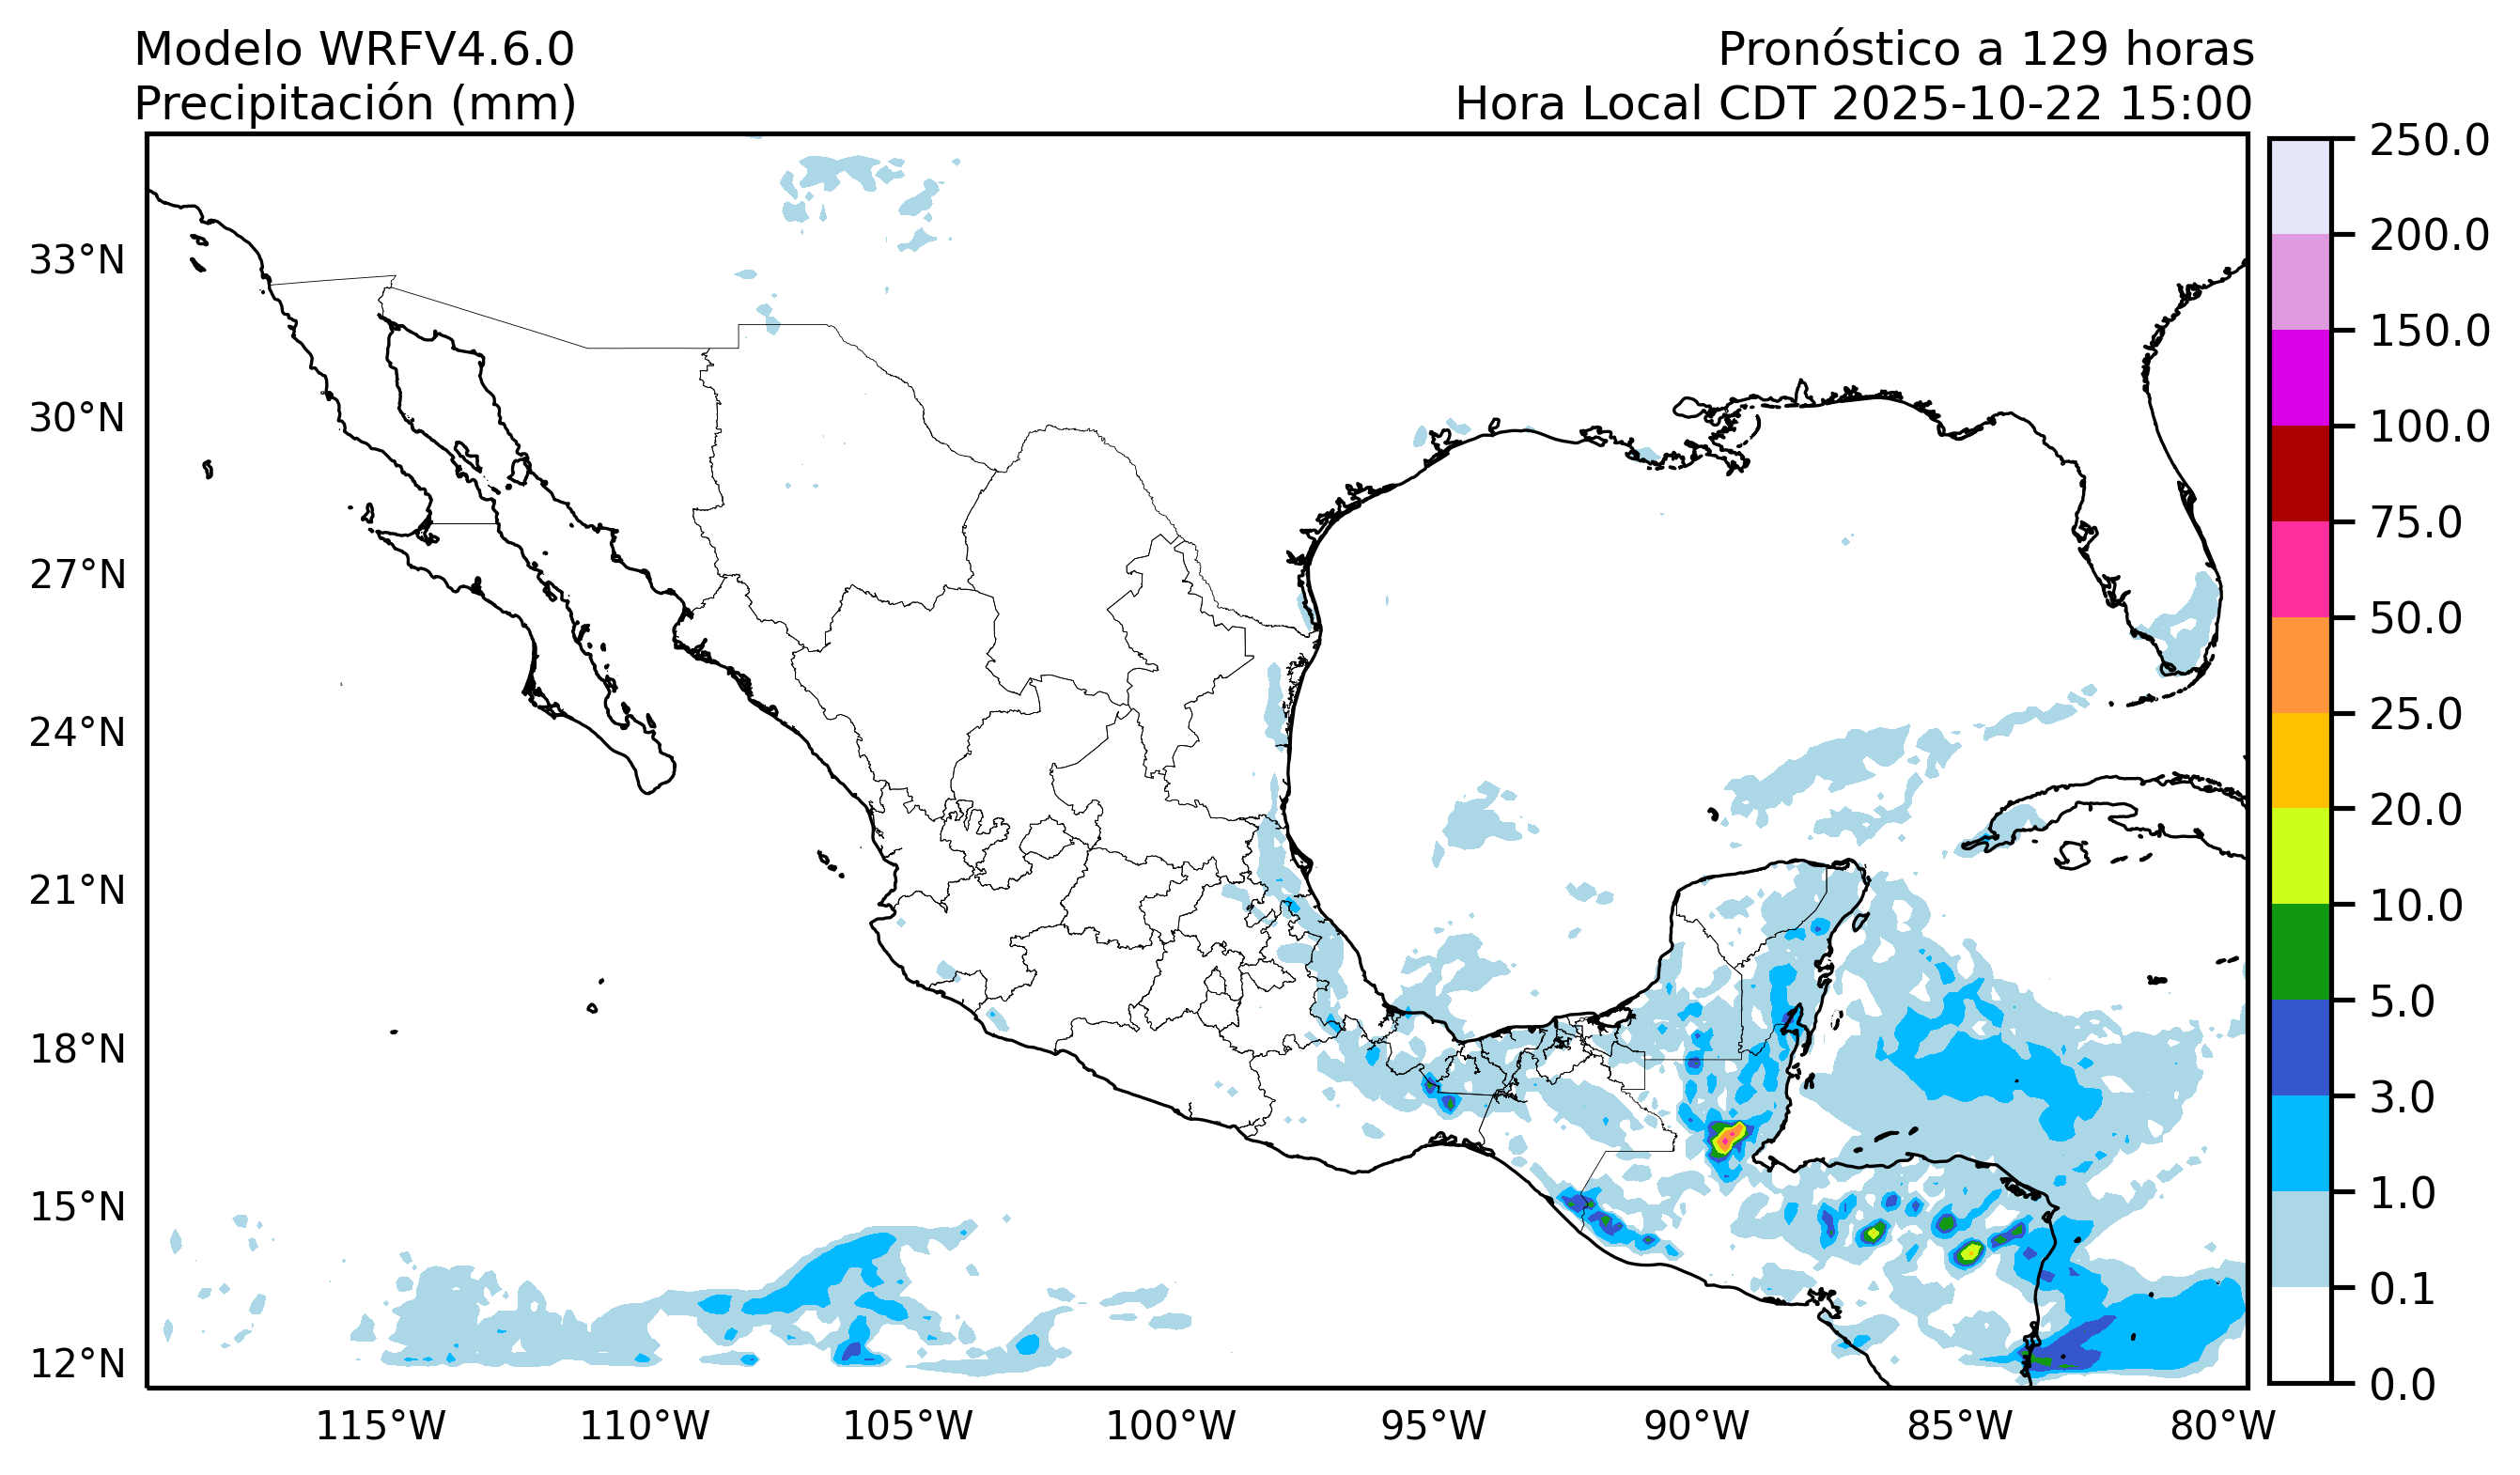 Modelo WRFV4.6.0
Precipitación (mm)
Pronóstico a 129 horas
Hora Local CDT 2025-10-22 15:00
33°N
30°N
27°N
24°N
21°N
18°N
15°N
12°N
115°W
110°W
105°W
100°W
95°W
90°W
85°W
80°W
250.0
200.0
150.0
100.0
75.0
50.0
25.0
20.0
10.0
5.0
3.0
1.0
0.1
0.0